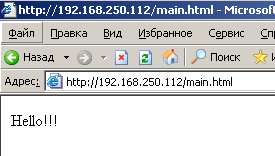 http://192.168.250.112/main.html - Microsoft
Файл Правка Вид Избранное Сервис
Назад Поиск
Адрес: http://192.168.250.112/main.html
Hello!!!